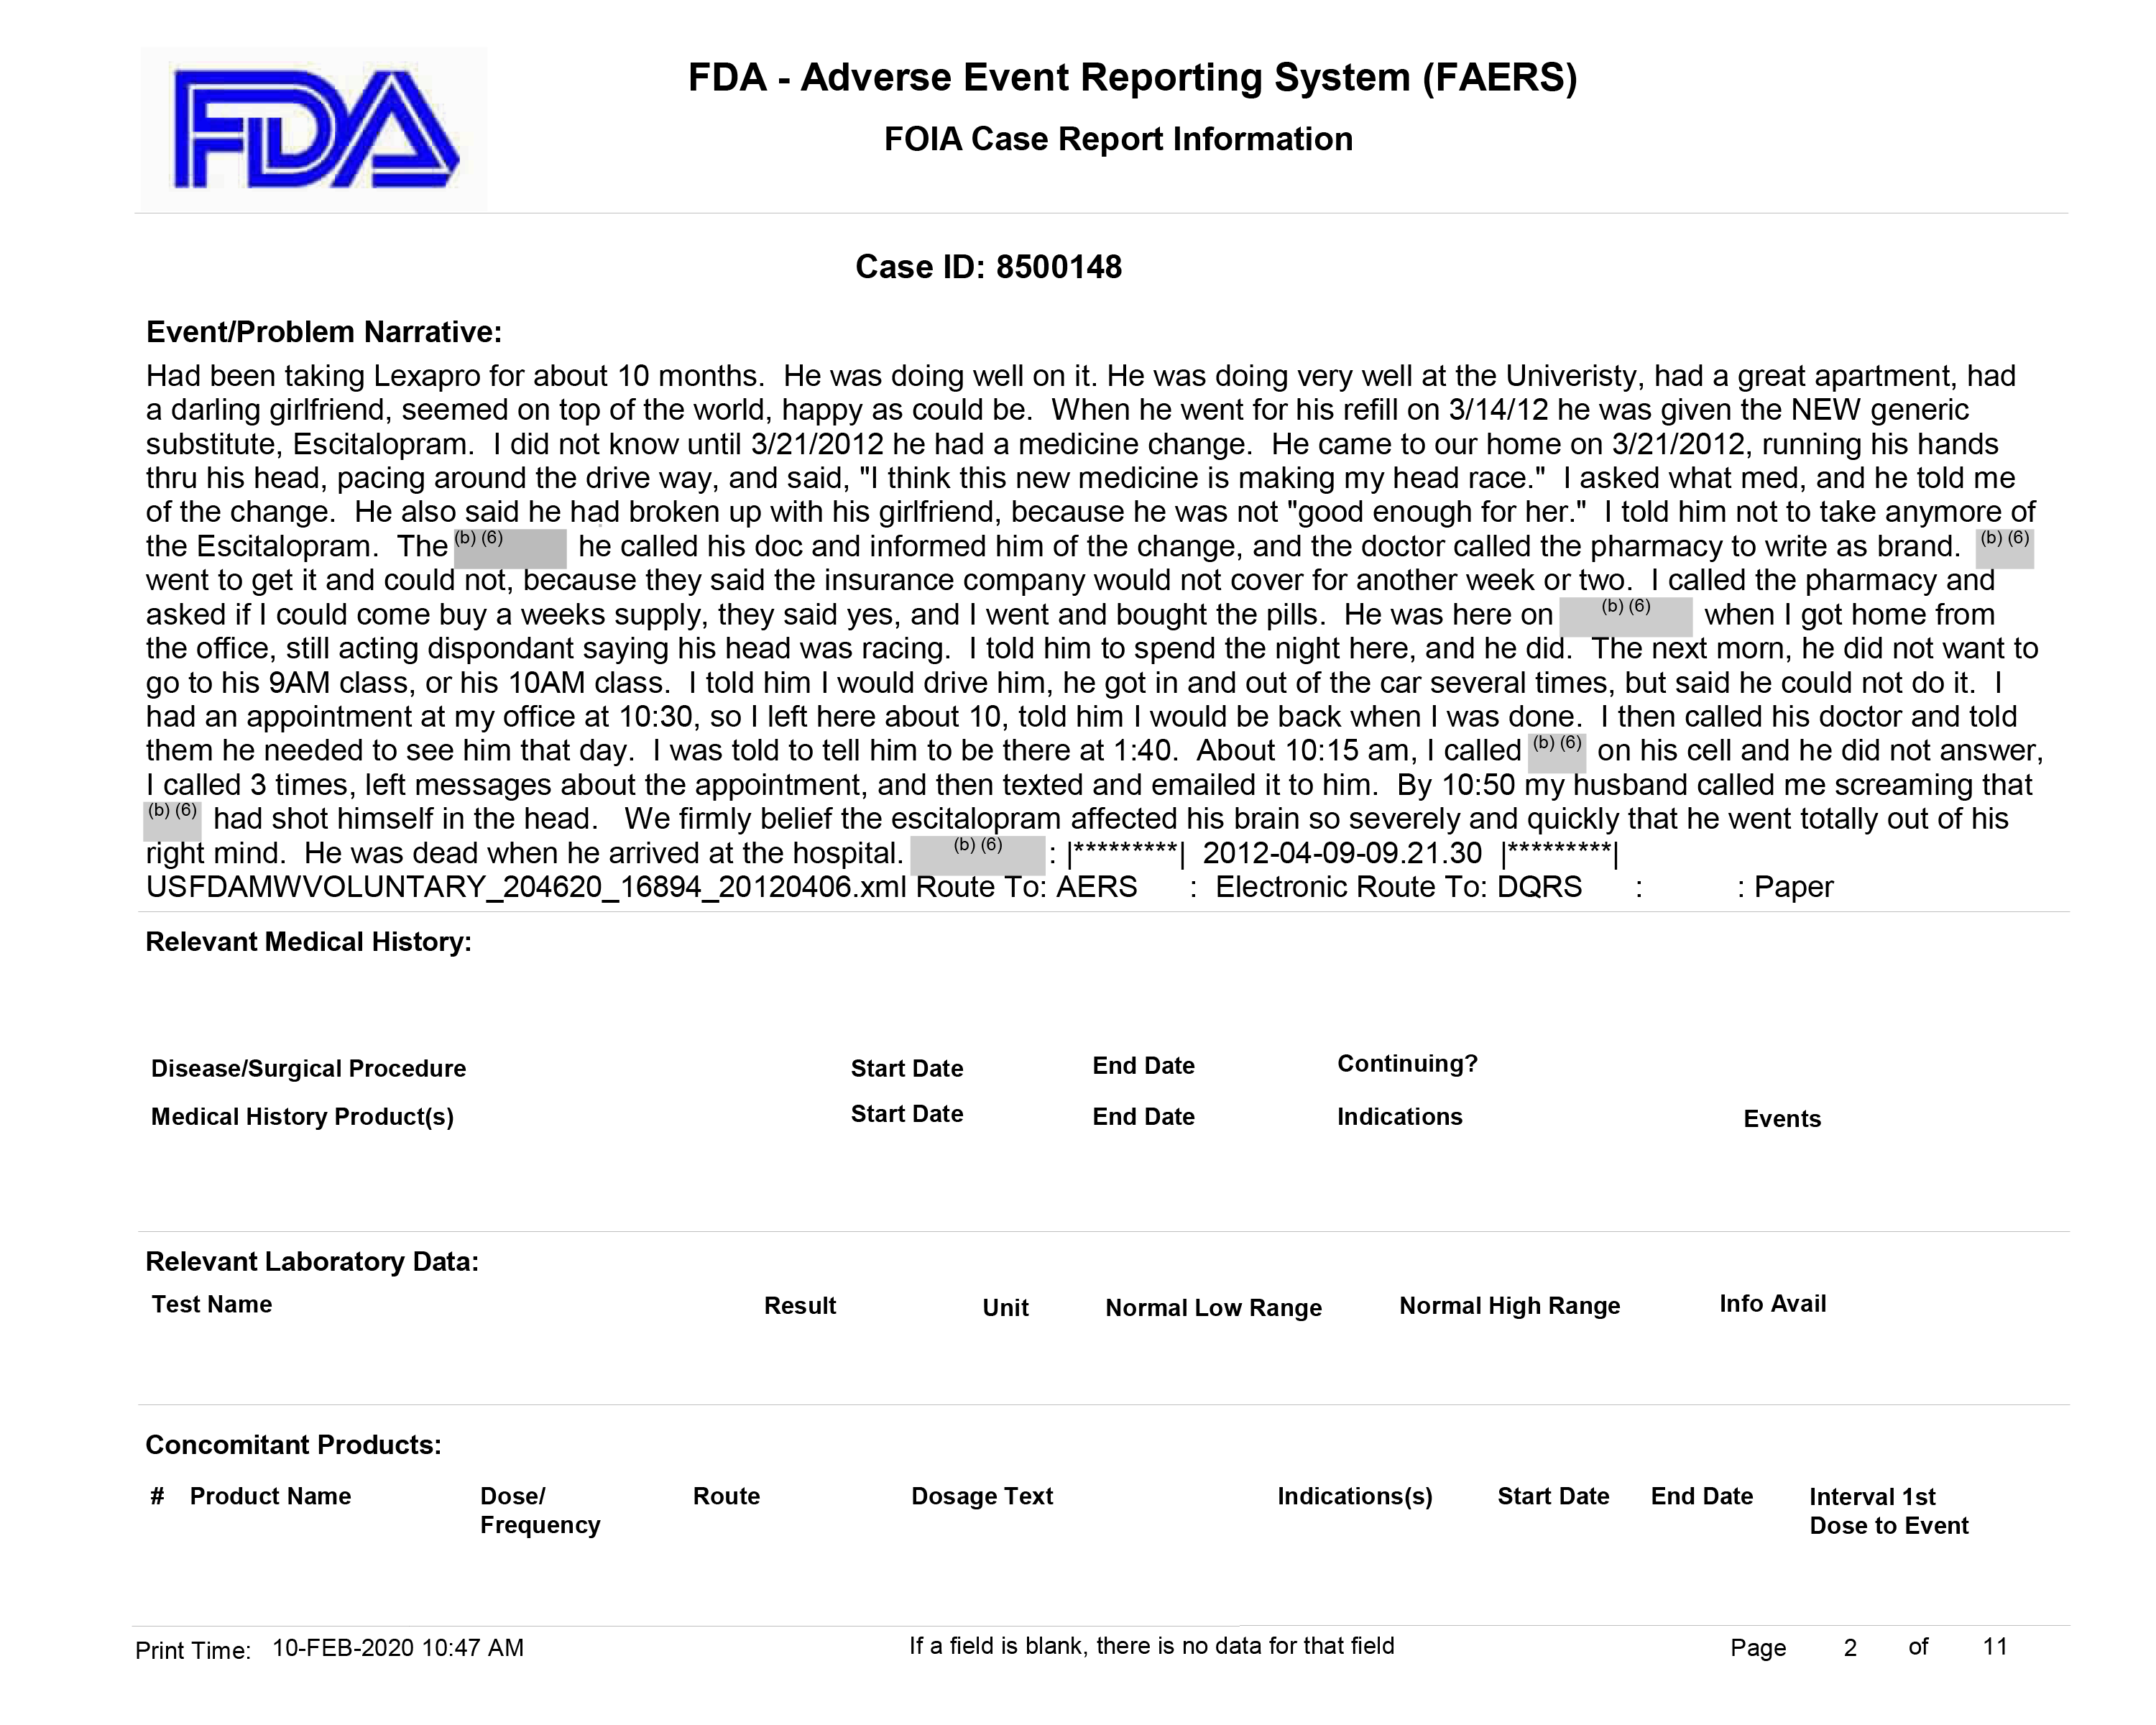 FDA
FDA - Adverse Event Reporting System (FAERS)
FOIA Case Report Information
Case ID: 8500148
Event/Problem Narrative:
Had been taking Lexapro for about 10 months.  He was doing well on it. He was doing very well at the Univeristy, had a great apartment, had
a darling girlfriend, seemed on top of the world, happy as could be.  When he went for his refill on 3/14/12 he was given the NEW generic
substitute, Escitalopram.  I did not know until 3/21/2012 he had a medicine change.  He came to our home on 3/21/2012, running his hands
thru his head, pacing around the drive way, and said, "I think this new medicine is making my head race."  I asked what med, and he told me
of the change.  He also said he had broken up with his girlfriend, because he was not "good enough for her."  I told him not to take anymore of
the Escitalopram.  The (b) (6) he called his doc and informed him of the change, and the doctor called the pharmacy to write as brand. (b) (6)
went to get it and could not, because they said the insurance company would not cover for another week or two.  I called the pharmacy and
asked if I could come buy a weeks supply, they said yes, and I went and bought the pills.  He was here on (b) (6) when I got home from
the office, still acting dispondant saying his head was racing.  I told him to spend the night here, and he did.  The next morn, he did not want to
go to his 9AM class, or his 10AM class.  I told him I would drive him, he got in and out of the car several times, but said he could not do it.  I
had an appointment at my office at 10:30, so I left here about 10, told him I would be back when I was done.  I then called his doctor and told
them he needed to see him that day.  I was told to tell him to be there at 1:40.  About 10:15 am, I called (b) (6) on his cell and he did not answer,
I called 3 times, left messages about the appointment, and then texted and emailed it to him.  By 10:50 my husband called me screaming that
(b) (6) had shot himself in the head.   We firmly belief the escitalopram affected his brain so severely and quickly that he went totally out of his
right mind.  He was dead when he arrived at the hospital. (b) (6) : |*********|  2012-04-09-09.21.30  |*********|
USFDAMWVOLUNTARY_204620_16894_20120406.xml Route To: AERS : Electronic Route To: DQRS : : Paper
Relevant Medical History:
Disease/Surgical Procedure Start Date End Date Continuing?
Medical History Product(s) Start Date End Date Indications Events
Relevant Laboratory Data:
Test Name Result Unit Normal Low Range Normal High Range Info Avail
Concomitant Products:
# Product Name Dose/ Route Dosage Text Indications(s) Start Date End Date Interval 1st
Frequency Dose to Event
Print Time: 10-FEB-2020 10:47 AM If a field is blank, there is no data for that field Page 2 of 11